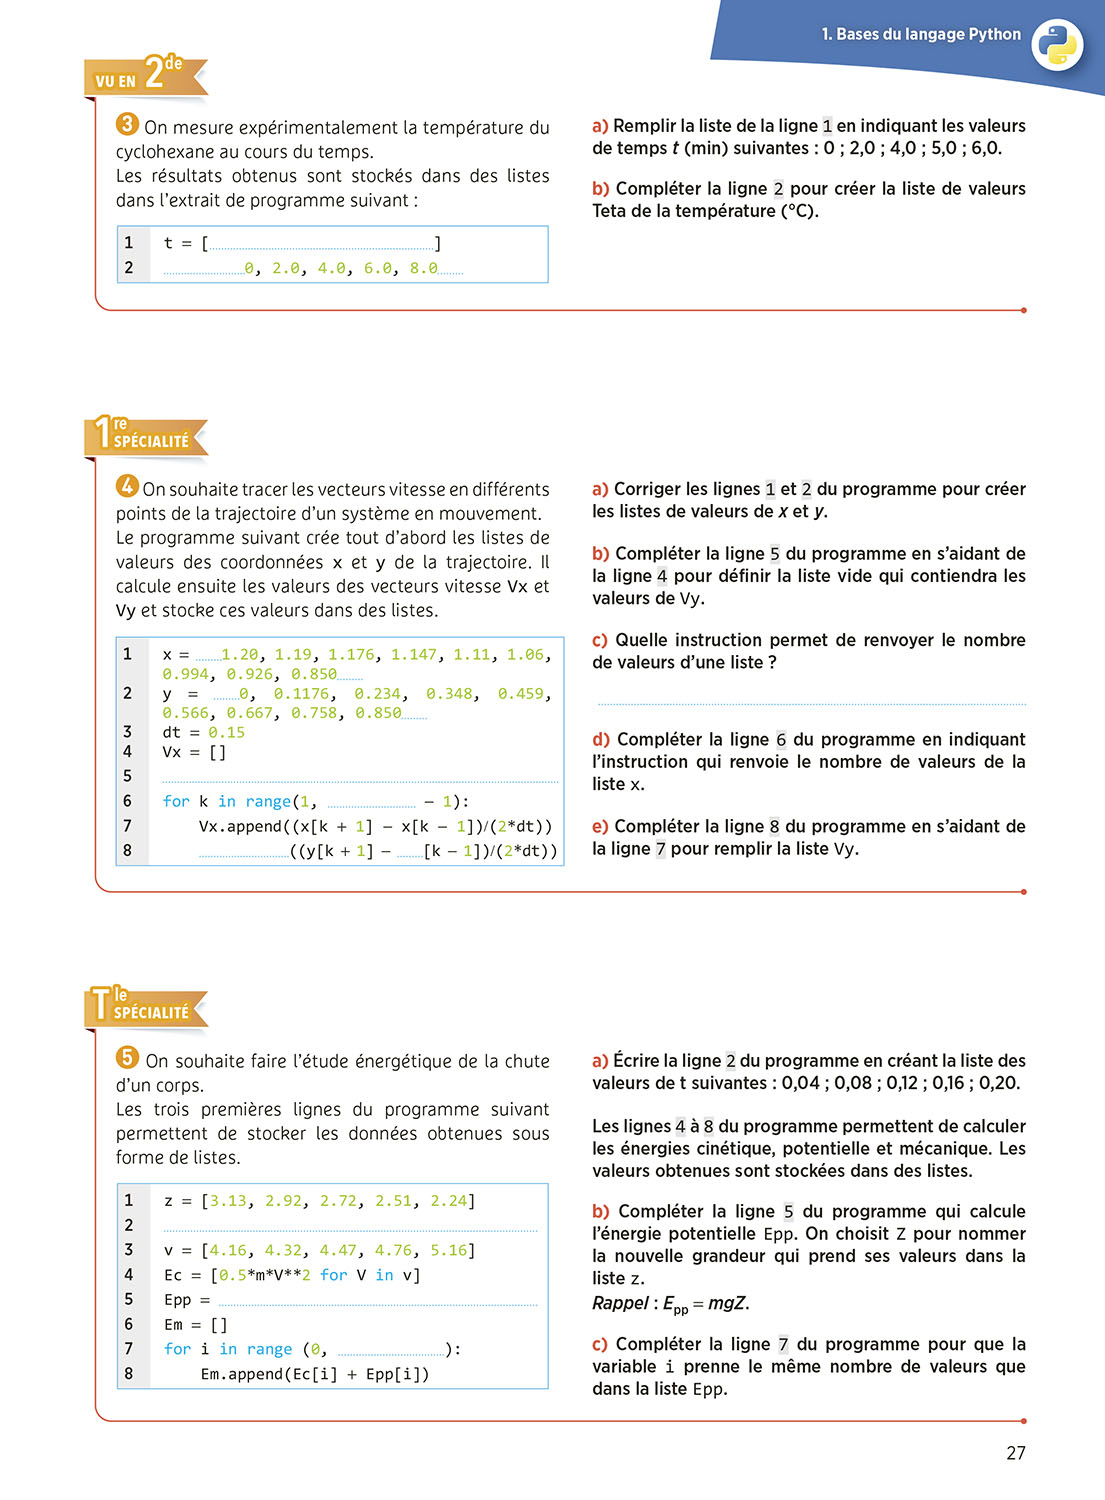 1. Bases du langage Python
VU EN 2de
3 On mesure expérimentalement la température du
cyclohexane au cours du temps.
Les résultats obtenus sont stockés dans des listes
dans l'extrait de programme suivant :
1 t = [..............................]
2 ....................0, 2.0, 4.0, 6.0, 8.0........
a) Remplir la liste de la ligne 1 en indiquant les valeurs
de temps t (min) suivantes : 0 ; 2,0 ; 4,0 ; 5,0 ; 6,0.
b) Compléter la ligne 2 pour créer la liste de valeurs
Teta de la température (°C).
1re SPÉCIALITÉ
4 On souhaite tracer les vecteurs vitesse en différents
points de la trajectoire d'un système en mouvement.
Le programme suivant crée tout d'abord les listes de
valeurs des coordonnées x et y de la trajectoire. Il
calcule ensuite les valeurs des vecteurs vitesse Vx et
Vy et stocke ces valeurs dans des listes.
1 x = ........1.20, 1.19, 1.176, 1.147, 1.11, 1.06,
0.994, 0.926, 0.850........
2 y = ........0, 0.1176, 0.234, 0.348, 0.459,
0.566, 0.667, 0.758, 0.850........
3 dt = 0.15
4 Vx = []
5 ..............................
6 for k in range(1, .................... – 1):
7 Vx.append((x[k + 1] – x[k – 1])/(2*dt))
8 ....................((y[k + 1] – ........[k – 1])/(2*dt))
a) Corriger les lignes 1 et 2 du programme pour créer
les listes de valeurs de x et y.
b) Compléter la ligne 5 du programme en s'aidant de
la ligne 4 pour définir la liste vide qui contiendra les
valeurs de Vy.
c) Quelle instruction permet de renvoyer le nombre
de valeurs d'une liste ?
..............................
d) Compléter la ligne 6 du programme en indiquant
l'instruction qui renvoie le nombre de valeurs de la
liste x.
e) Compléter la ligne 8 du programme en s'aidant de
la ligne 7 pour remplir la liste Vy.
Tle SPÉCIALITÉ
5 On souhaite faire l'étude énergétique de la chute
d'un corps.
Les trois premières lignes du programme suivant
permettent de stocker les données obtenues sous
forme de listes.
1 z = [3.13, 2.92, 2.72, 2.51, 2.24]
2 ..............................
3 v = [4.16, 4.32, 4.47, 4.76, 5.16]
4 Ec = [0.5*m*V**2 for V in v]
5 Epp = ..............................
6 Em = []
7 for i in range (0, ....................):
8 Em.append(Ec[i] + Epp[i])
a) Écrire la ligne 2 du programme en créant la liste des
valeurs de t suivantes : 0,04 ; 0,08 ; 0,12 ; 0,16 ; 0,20.
Les lignes 4 à 8 du programme permettent de calculer
les énergies cinétique, potentielle et mécanique. Les
valeurs obtenues sont stockées dans des listes.
b) Compléter la ligne 5 du programme qui calcule
l'énergie potentielle Epp. On choisit Z pour nommer
la nouvelle grandeur qui prend ses valeurs dans la
liste z.
Rappel : Epp = mgZ.
c) Compléter la ligne 7 du programme pour que la
variable i prenne le même nombre de valeurs que
dans la liste Epp.
27